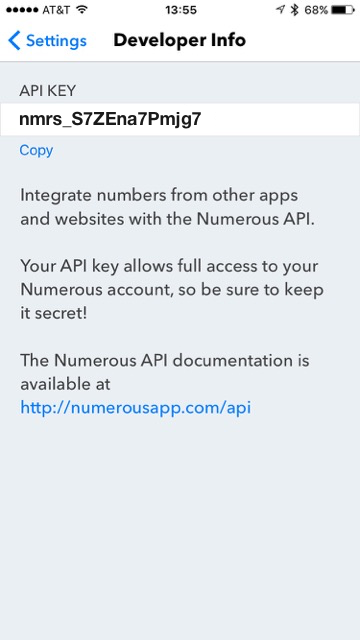 AT&T 13:55 68%
Settings Developer Info
API KEY
nmrs_S7ZEna7Pmjg7
Copy
Integrate numbers from other apps
and websites with the Numerous API.
Your API key allows full access to your
Numerous account, so be sure to keep
it secret!
The Numerous API documentation is
available at
http://numerousapp.com/api